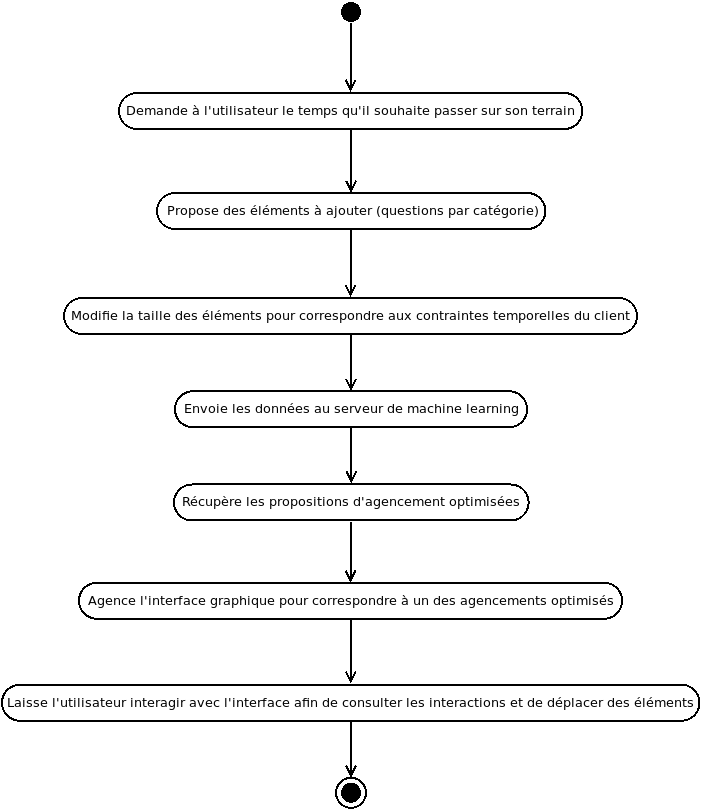 Demande à l'utilisateur le temps qu'il souhaite passer sur son terrain
Propose des éléments à ajouter (questions par catégorie)
Modifie la taille des éléments pour correspondre aux contraintes temporelles du client
Envoie les données au serveur de machine learning
Récupère les propositions d'agencement optimisées
Agence l'interface graphique pour correspondre à un des agencements optimisés
Laisse l'utilisateur interagir avec l'interface afin de consulter les interactions et de déplacer des éléments